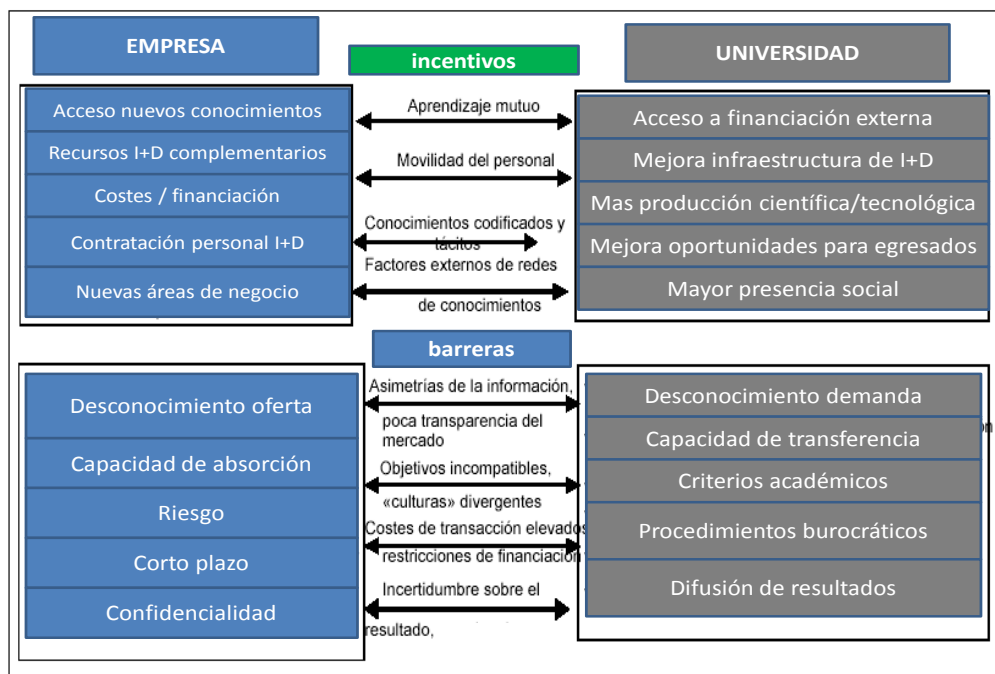 EMPRESA
incentivos
UNIVERSIDAD
Acceso nuevos conocimientos
Recursos I+D complementarios
Costes / financiación
Contratación personal I+D
Nuevas áreas de negocio
Aprendizaje mutuo
Movilidad del personal
Conocimientos codificados y
tácitos
Factores externos de redes
de conocimientos
Acceso a financiación externa
Mejora infraestructura de I+D
Mas producción científica/tecnológica
Mejora oportunidades para egresados
Mayor presencia social
barreras
Desconocimiento oferta
Capacidad de absorción
Riesgo
Corto plazo
Confidencialidad
Asimetrías de la información,
poca transparencia del
mercado
Objetivos incompatibles,
«culturas» divergentes
Costes de transacción elevados
restricciones de financiación
Incertidumbre sobre el
resultado,
Desconocimiento demanda
Capacidad de transferencia
Criterios académicos
Procedimientos burocráticos
Difusión de resultados